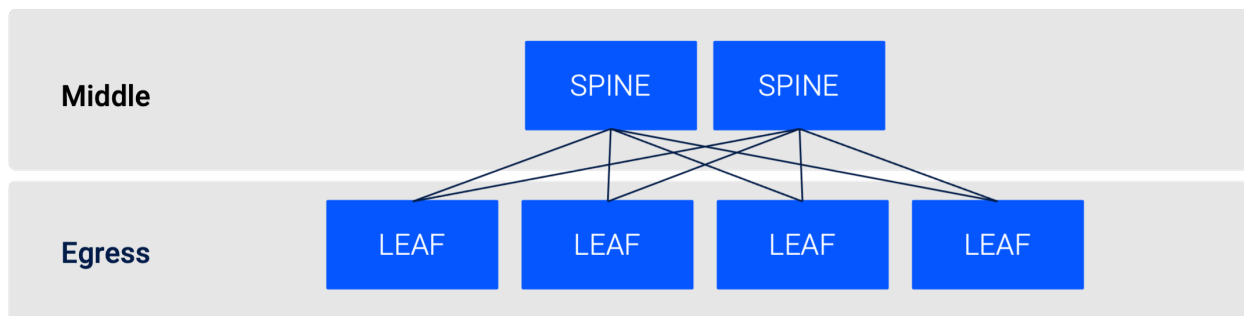 Middle
SPINE
SPINE
Egress
LEAF
LEAF
LEAF
LEAF